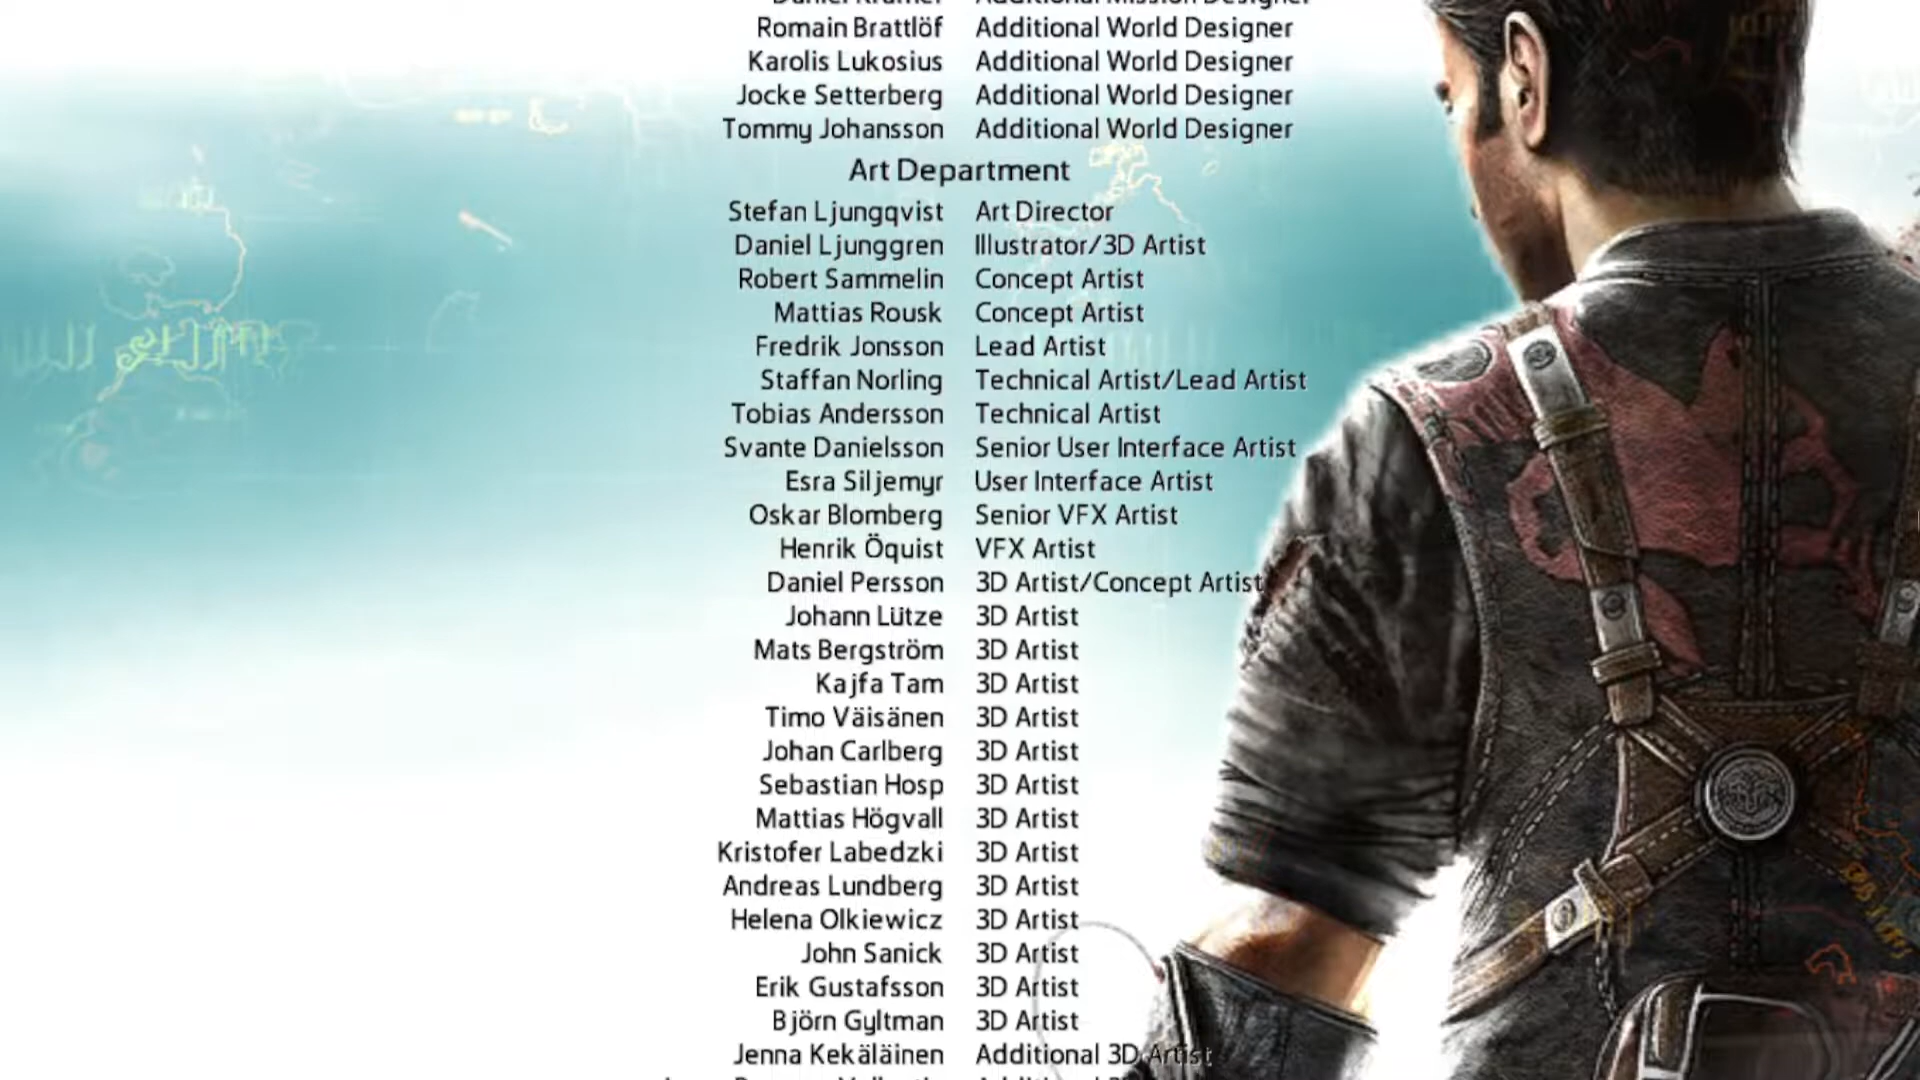 Daniel Kramer Additional Mission Designer
Romain Brattlöf Additional World Designer
Karolis Lukosius Additional World Designer
Jocke Setterberg Additional World Designer
Tommy Johansson Additional World Designer
Art Department
Stefan Ljungqvist Art Director
Daniel Ljunggren Illustrator/3D Artist
Robert Sammelin Concept Artist
Mattias Rousk Concept Artist
Fredrik Jonsson Lead Artist
Staffan Norling Technical Artist/Lead Artist
Tobias Andersson Technical Artist
Svante Danielsson Senior User Interface Artist
Esra Siljemyr User Interface Artist
Oskar Blomberg Senior VFX Artist
Henrik Öquist VFX Artist
Daniel Persson 3D Artist/Concept Artist
Johann Lütze 3D Artist
Mats Bergström 3D Artist
Kajfa Tam 3D Artist
Timo Väisänen 3D Artist
Johan Carlberg 3D Artist
Sebastian Hosp 3D Artist
Mattias Högvall 3D Artist
Kristofer Labedzki 3D Artist
Andreas Lundberg 3D Artist
Helena Olkiewicz 3D Artist
John Sanick 3D Artist
Erik Gustafsson 3D Artist
Björn Gyltman 3D Artist
Jenna Kekäläinen Additional 3D Artist